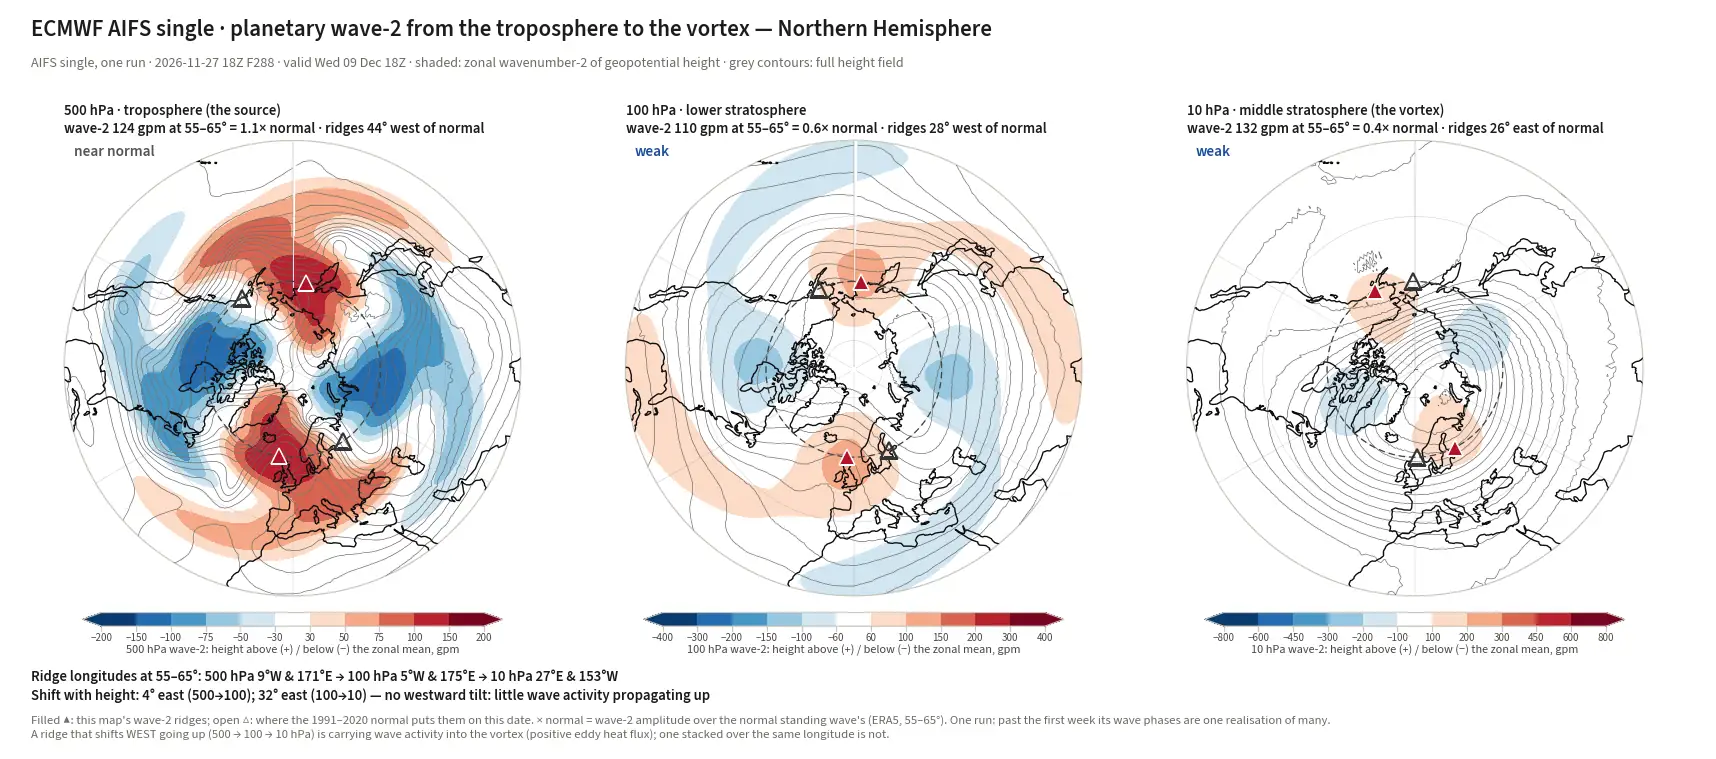 ECMWF AIFS single · planetary wave-2 from the troposphere to the vortex — Northern Hemisphere
AIFS single, one run · 2026-11-27 18Z F288 · valid Wed 09 Dec 18Z · shaded: zonal wavenumber-2 of geopotential height · grey contours: full height field
500 hPa · troposphere (the source)
wave-2 124 gpm at 55–65° = 1.1× normal · ridges 44° west of normal
near normal
100 hPa · lower stratosphere
wave-2 110 gpm at 55–65° = 0.6× normal · ridges 28° west of normal
weak
10 hPa · middle stratosphere (the vortex)
wave-2 132 gpm at 55–65° = 0.4× normal · ridges 26° east of normal
weak
−200 −150 −100 −75 −50 −30 30 50 75 100 150 200
500 hPa wave-2: height above (+) / below (−) the zonal mean, gpm
−400 −300 −200 −150 −100 −60 60 100 150 200 300 400
100 hPa wave-2: height above (+) / below (−) the zonal mean, gpm
−800 −600 −450 −300 −200 −100 100 200 300 450 600 800
10 hPa wave-2: height above (+) / below (−) the zonal mean, gpm
Ridge longitudes at 55–65°: 500 hPa 9°W & 171°E → 100 hPa 5°W & 175°E → 10 hPa 27°E & 153°W
Shift with height: 4° east (500→100); 32° east (100→10) — no westward tilt: little wave activity propagating up
Filled ▲: this map's wave-2 ridges; open △: where the 1991–2020 normal puts them on this date. × normal = wave-2 amplitude over the normal standing wave's (ERA5, 55–65°). One run: past the first week its wave phases are one realisation of many.
A ridge that shifts WEST going up (500 → 100 → 10 hPa) is carrying wave activity into the vortex (positive eddy heat flux); one stacked over the same longitude is not.